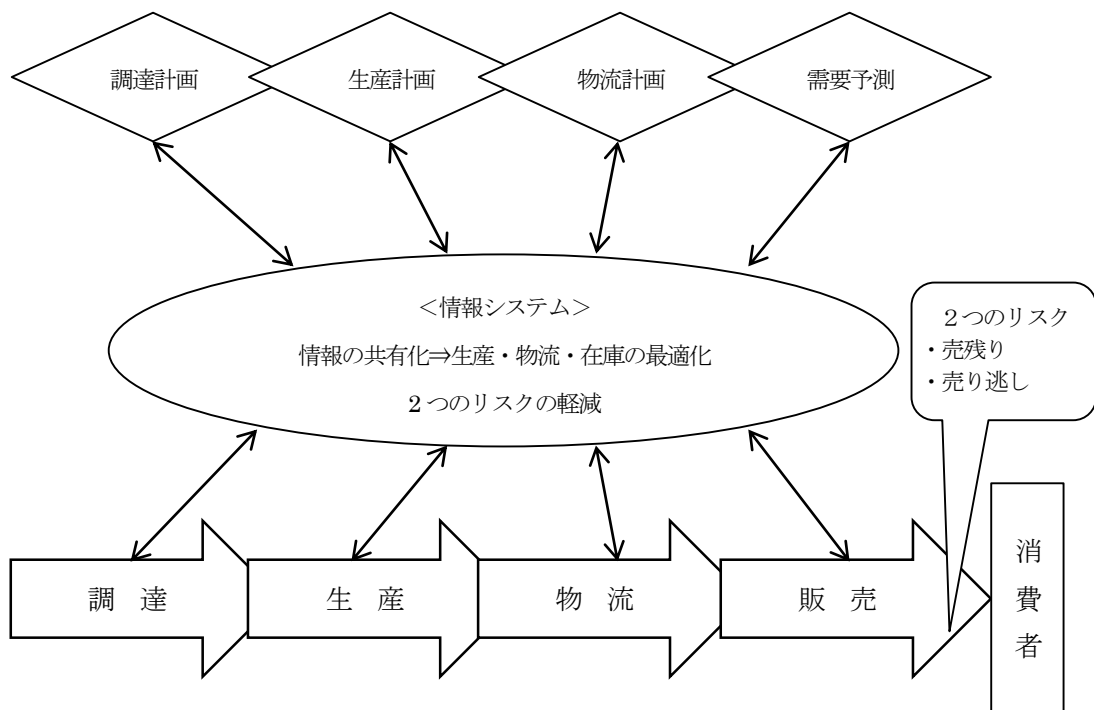 調達計画
生産計画
物流計画
需要予測
＜情報システム＞
情報の共有化⇒生産・物流・在庫の最適化
２つのリスクの軽減
２つのリスク
・売残り
・売り逃し
調　達
生　産
物　流
販　売
消費者